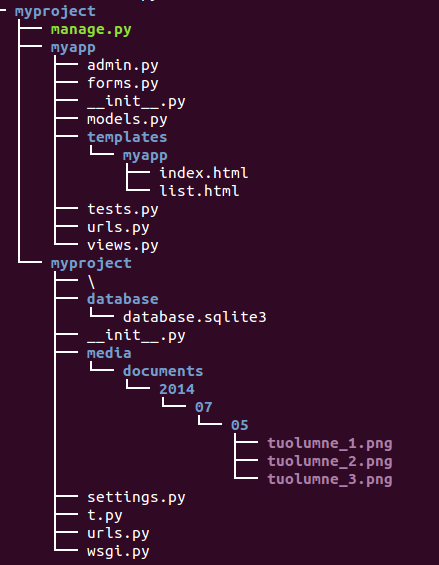 myproject
manage.py
myapp
admin.py
forms.py
__init__.py
models.py
templates
myapp
index.html
list.html
tests.py
urls.py
views.py
myproject
\
database
database.sqlite3
__init__.py
media
documents
2014
07
05
tuolumne_1.png
tuolumne_2.png
tuolumne_3.png
settings.py
t.py
urls.py
wsgi.py